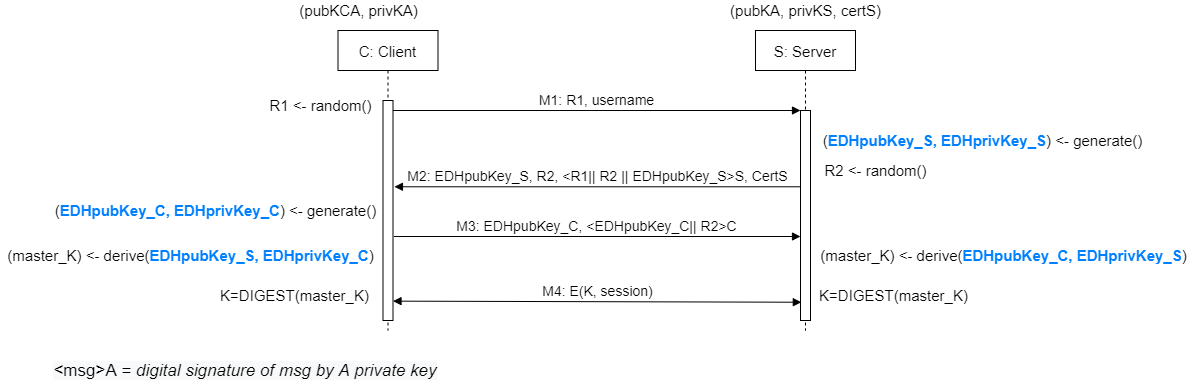 (pubKCA, privKA)
(pubKA, privKS, certS)
C: Client
S: Server
R1 <- random()
M1: R1, username
(EDHpubKey_S, EDHprivKey_S) <- generate()
R2 <- random()
M2: EDHpubKey_S, R2, <R1|| R2 || EDHpubKey_S>S, CertS
(EDHpubKey_C, EDHprivKey_C) <- generate()
M3: EDHpubKey_C, <EDHpubKey_C|| R2>C
(master_K) <- derive(EDHpubKey_S, EDHprivKey_C)
(master_K) <- derive(EDHpubKey_C, EDHprivKey_S)
K=DIGEST(master_K)
M4: E(K, session)
K=DIGEST(master_K)
<msg>A = digital signature of msg by A private key